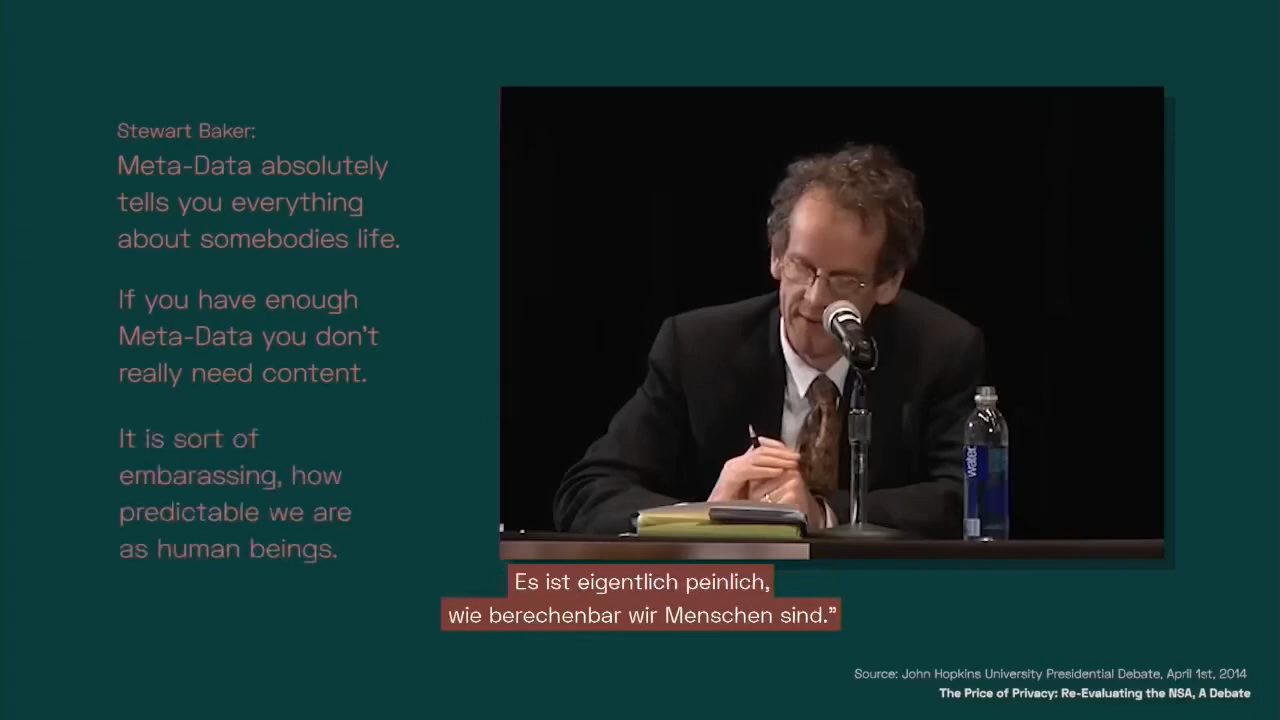 Stewart Baker:
Meta-Data absolutely
tells you everything
about somebodies life.
If you have enough
Meta-Data you don't
really need content.
It is sort of
embarassing, how
predictable we are
as human beings.
water
Es ist eigentlich peinlich,
wie berechenbar wir Menschen sind.”
Source: John Hopkins University Presidential Debate, April 1st, 2014
The Price of Privacy: Re-Evaluating the NSA, A Debate